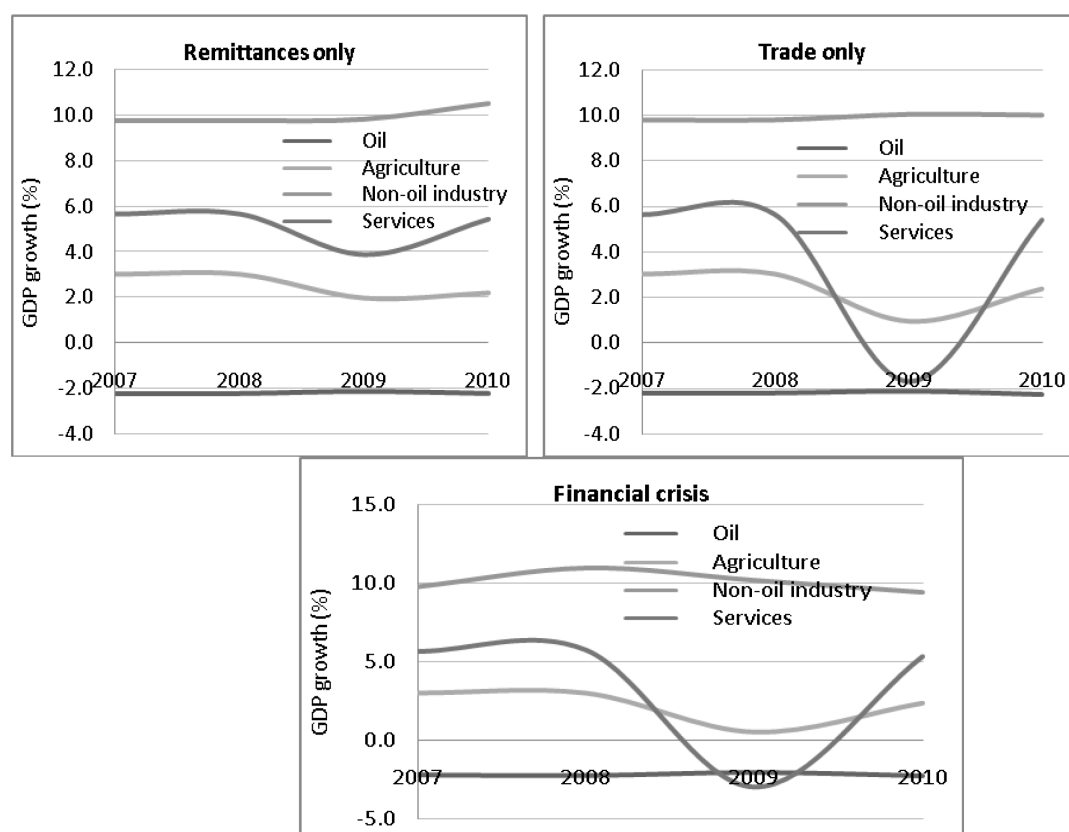 Remittances only
GDP growth (%)
12.0
10.0
8.0
6.0
4.0
2.0
0.0
-2.0
-4.0
2007 2008 2009 2010
Oil
Agriculture
Non-oil industry
Services
Trade only
GDP growth (%)
12.0
10.0
8.0
6.0
4.0
2.0
0.0
-2.0
-4.0
2007 2008 2009 2010
Oil
Agriculture
Non-oil industry
Services
Financial crisis
GDP growth (%)
15.0
10.0
5.0
0.0
-5.0
2007 2008 2009 2010
Oil
Agriculture
Non-oil industry
Services